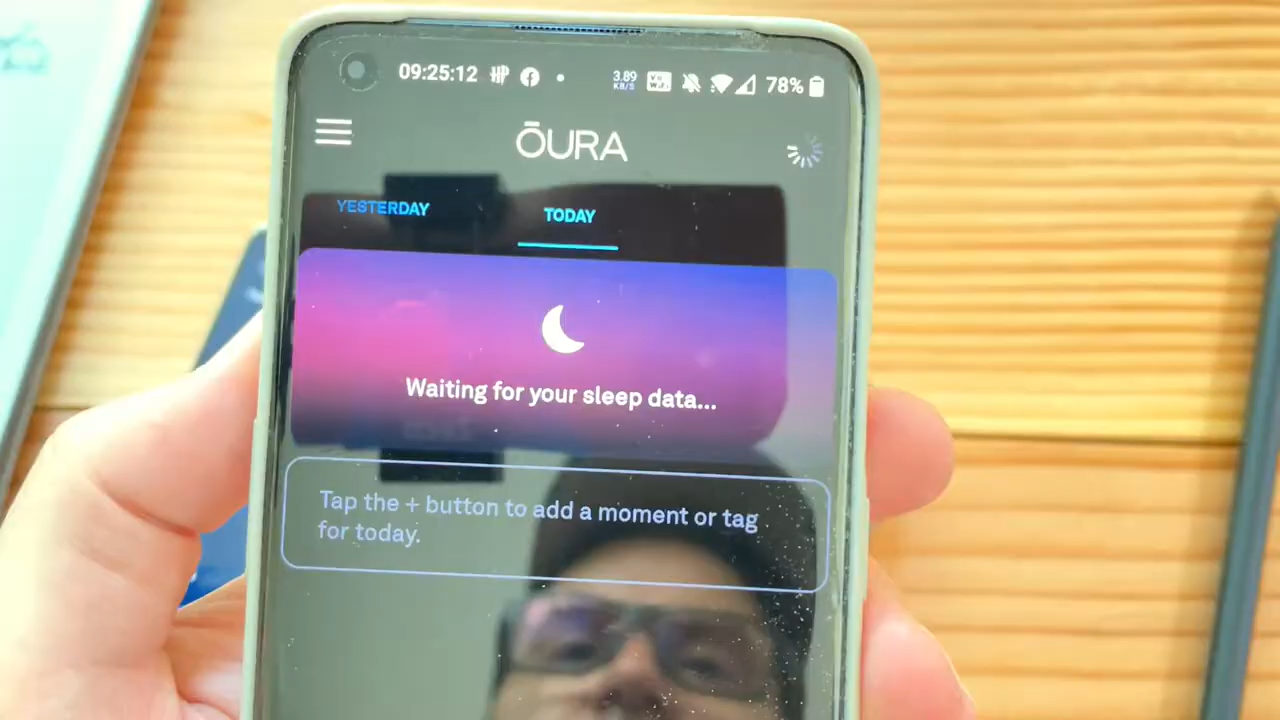 09:25:12
3.89
KB/S
78%
ŌURA
YESTERDAY
TODAY
Waiting for your sleep data...
Tap the + button to add a moment or tag
for today.